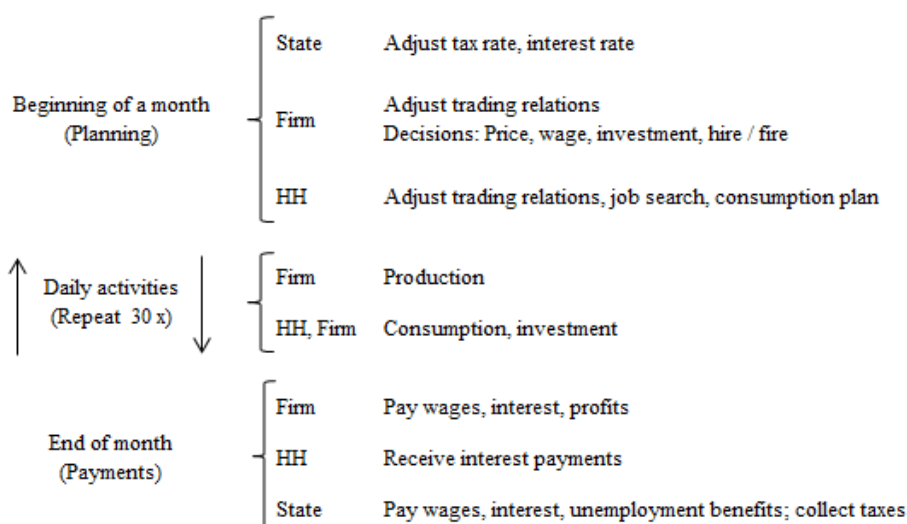 State Adjust tax rate, interest rate
Beginning of a month
(Planning)
Firm Adjust trading relations
Decisions: Price, wage, investment, hire / fire
HH Adjust trading relations, job search, consumption plan
Daily activities
(Repeat 30 x)
Firm Production
HH, Firm Consumption, investment
Firm Pay wages, interest, profits
End of month
(Payments)
HH Receive interest payments
State Pay wages, interest, unemployment benefits; collect taxes